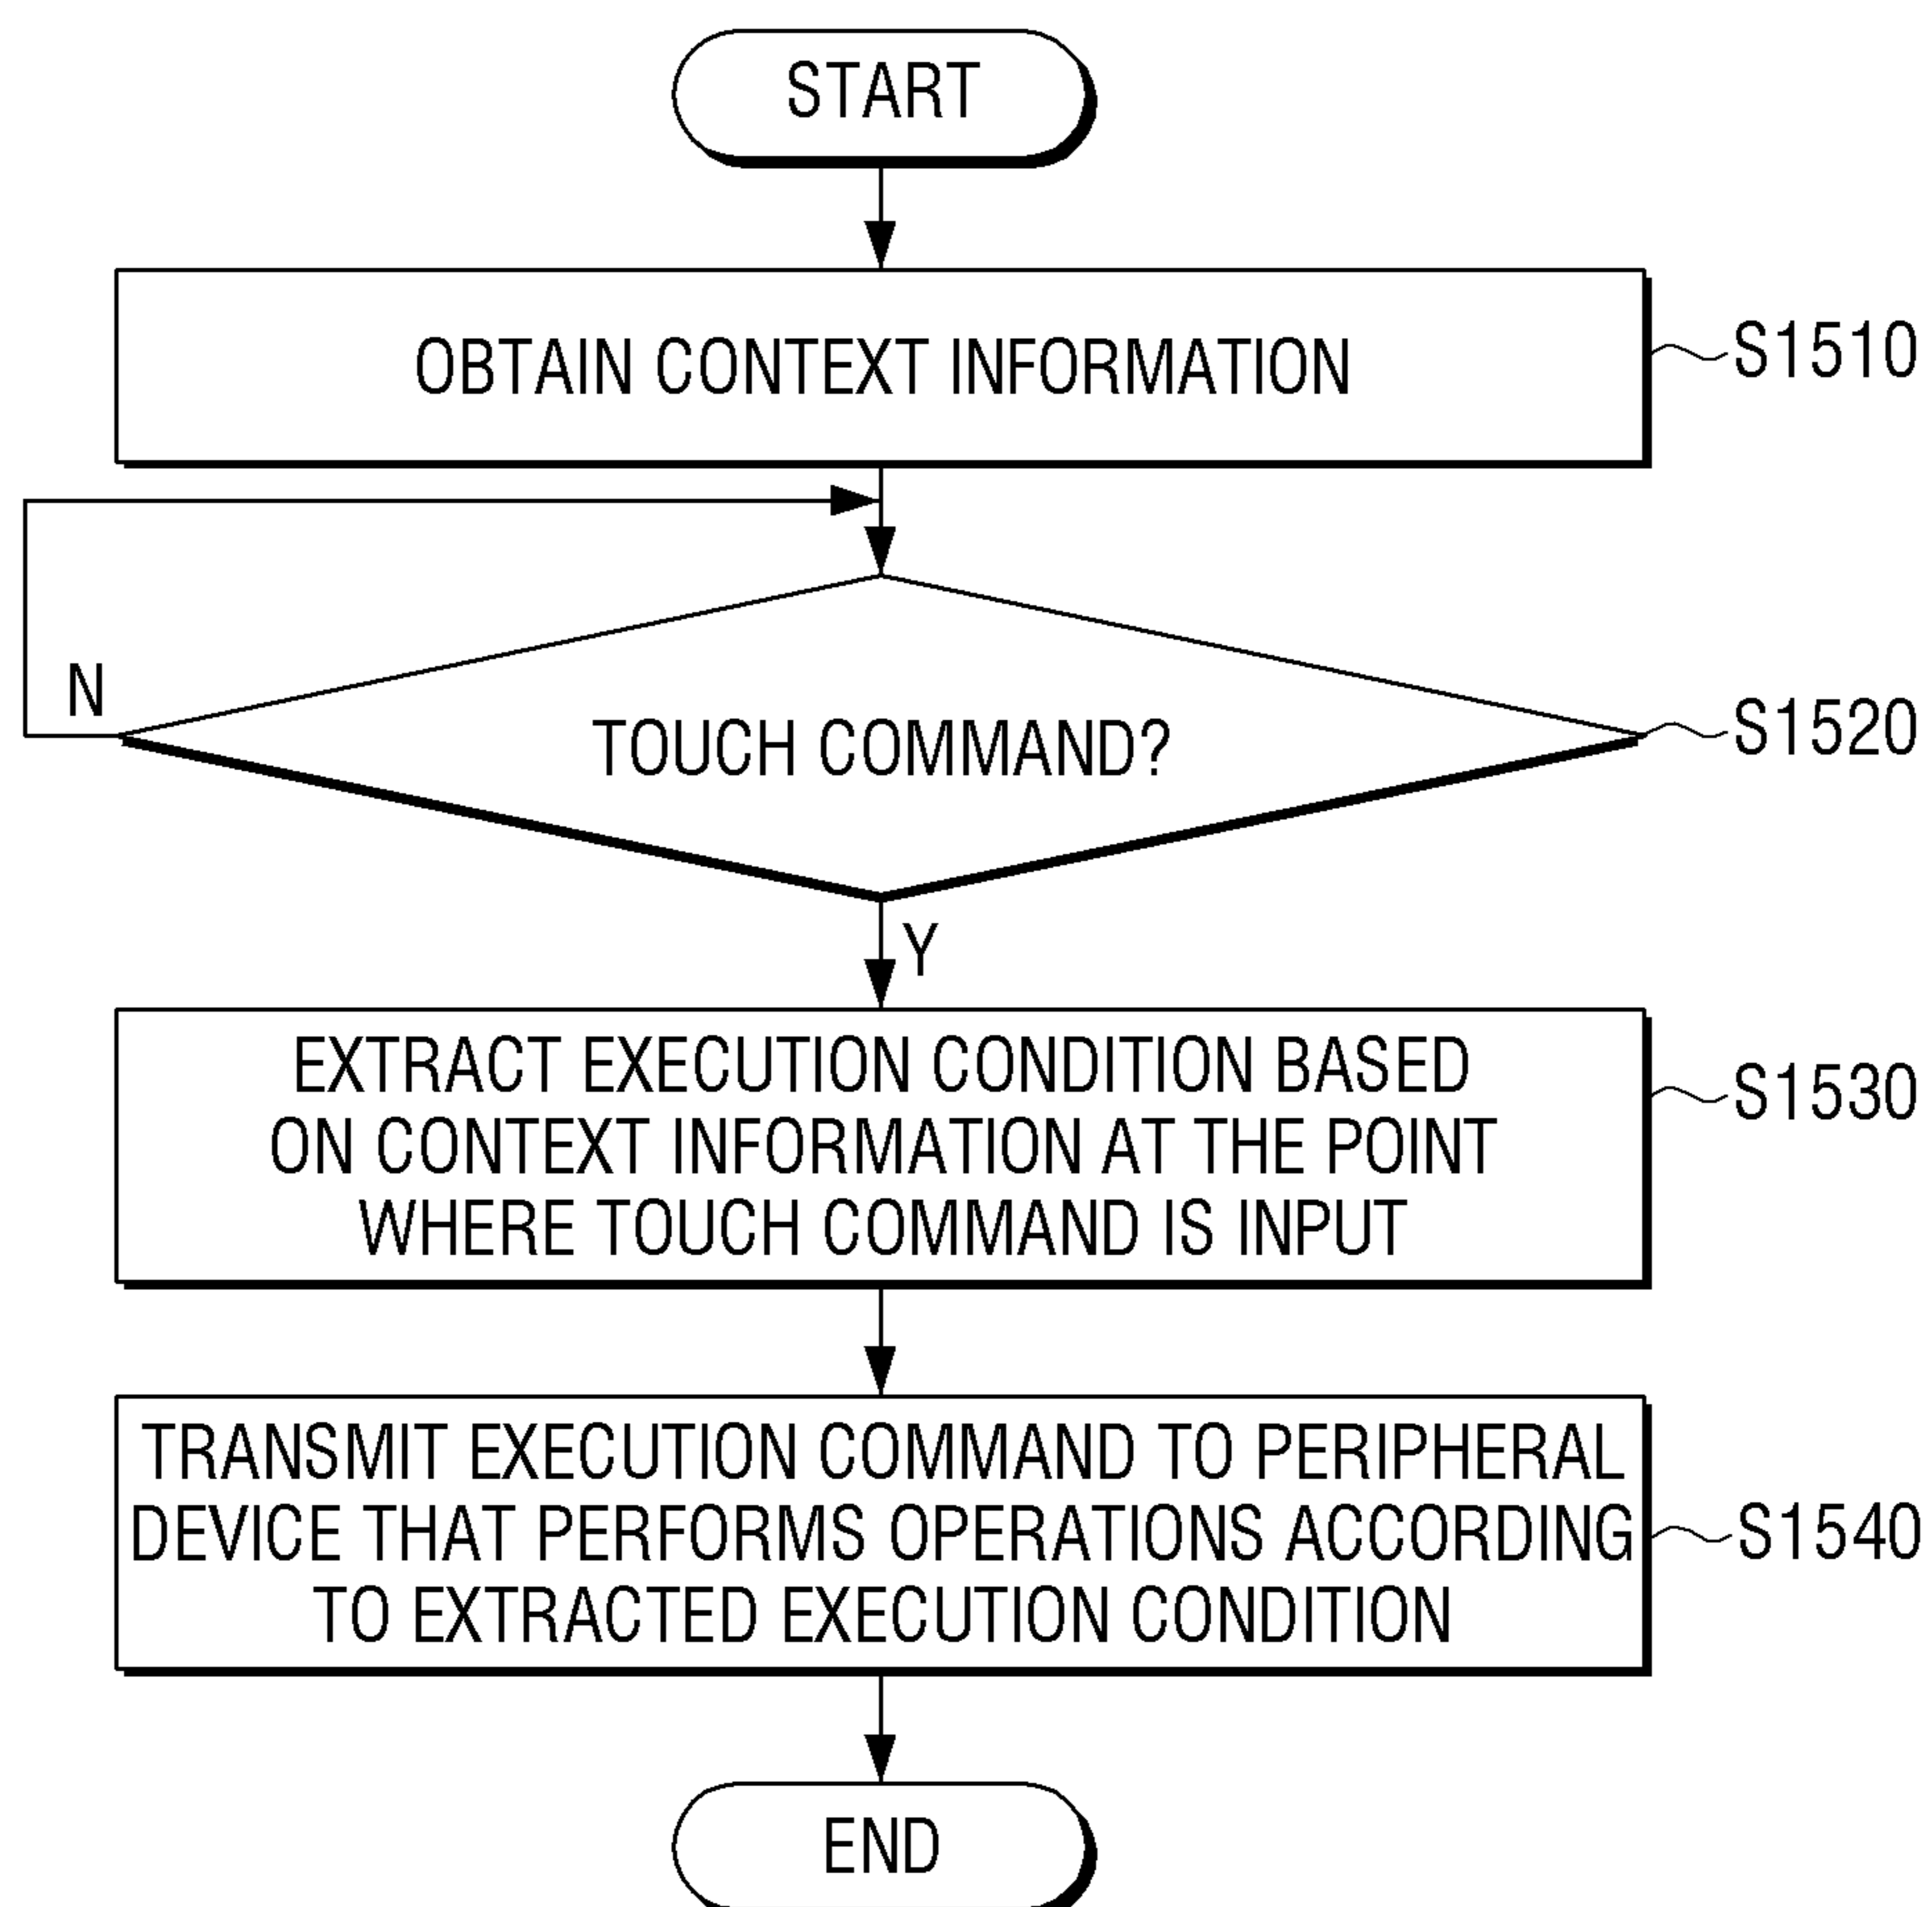 START
OBTAIN CONTEXT INFORMATION
S1510
N
TOUCH COMMAND?
S1520
Y
EXTRACT EXECUTION CONDITION BASED
ON CONTEXT INFORMATION AT THE POINT
WHERE TOUCH COMMAND IS INPUT
S1530
TRANSMIT EXECUTION COMMAND TO PERIPHERAL
DEVICE THAT PERFORMS OPERATIONS ACCORDING
TO EXTRACTED EXECUTION CONDITION
S1540
END